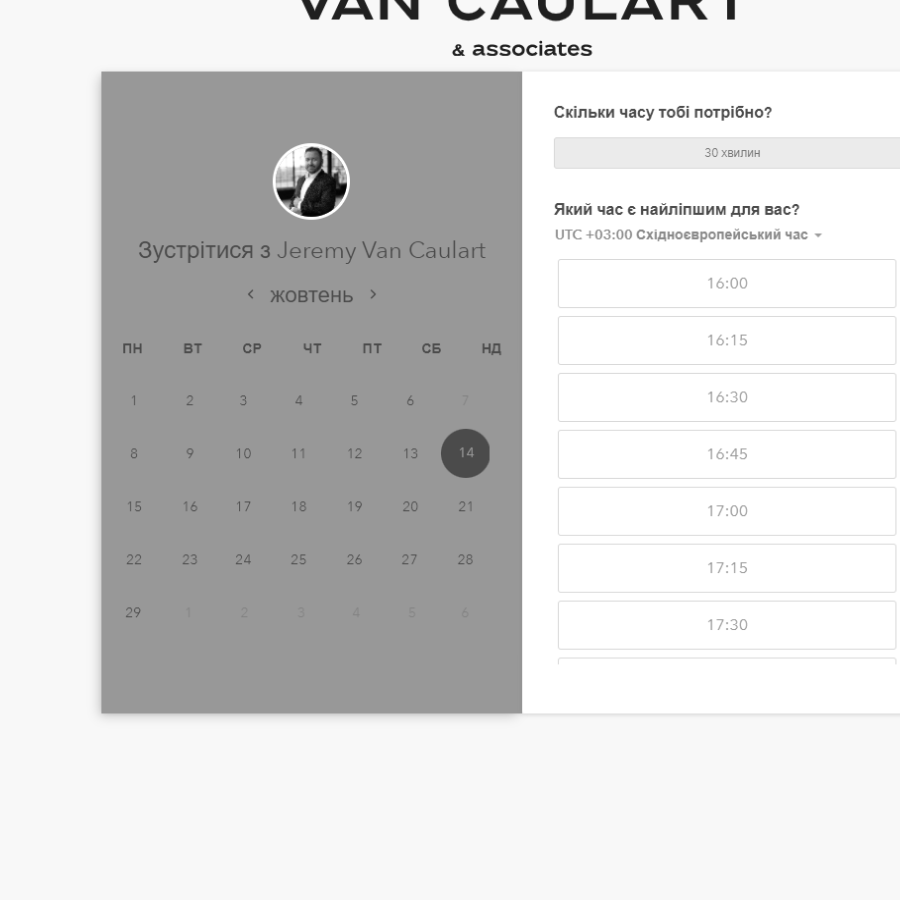 VAN CAULART
& associates
Зустрітися з Jeremy Van Caulart
жовтень
ПН ВТ СР ЧТ ПТ СБ НД
1 2 3 4 5 6 7
8 9 10 11 12 13 14
15 16 17 18 19 20 21
22 23 24 25 26 27 28
29 1 2 3 4 5 6
Скільки часу тобі потрібно?
30 хвилин
Який час є найліпшим для вас?
UTC +03:00 Східноєвропейський час
16:00
16:15
16:30
16:45
17:00
17:15
17:30